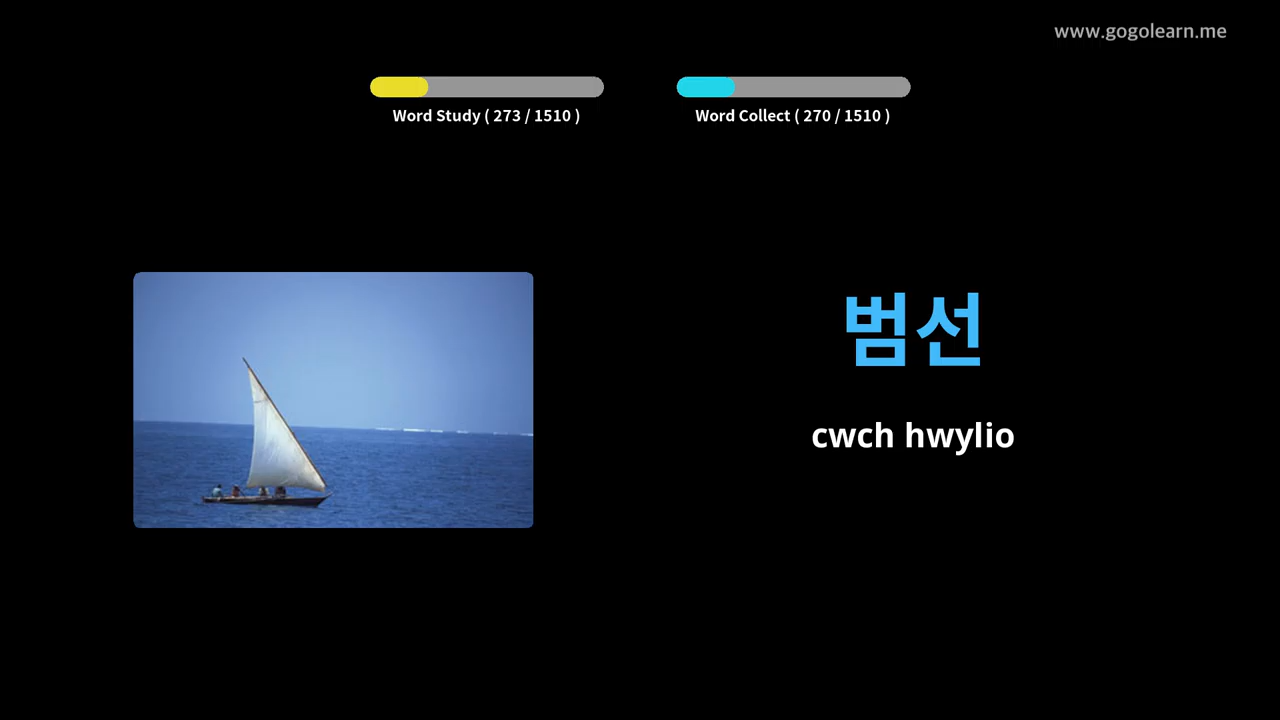 www.gogolearn.me
Word Study ( 273 / 1510 )
Word Collect ( 270 / 1510 )
범선
cwch hwylio